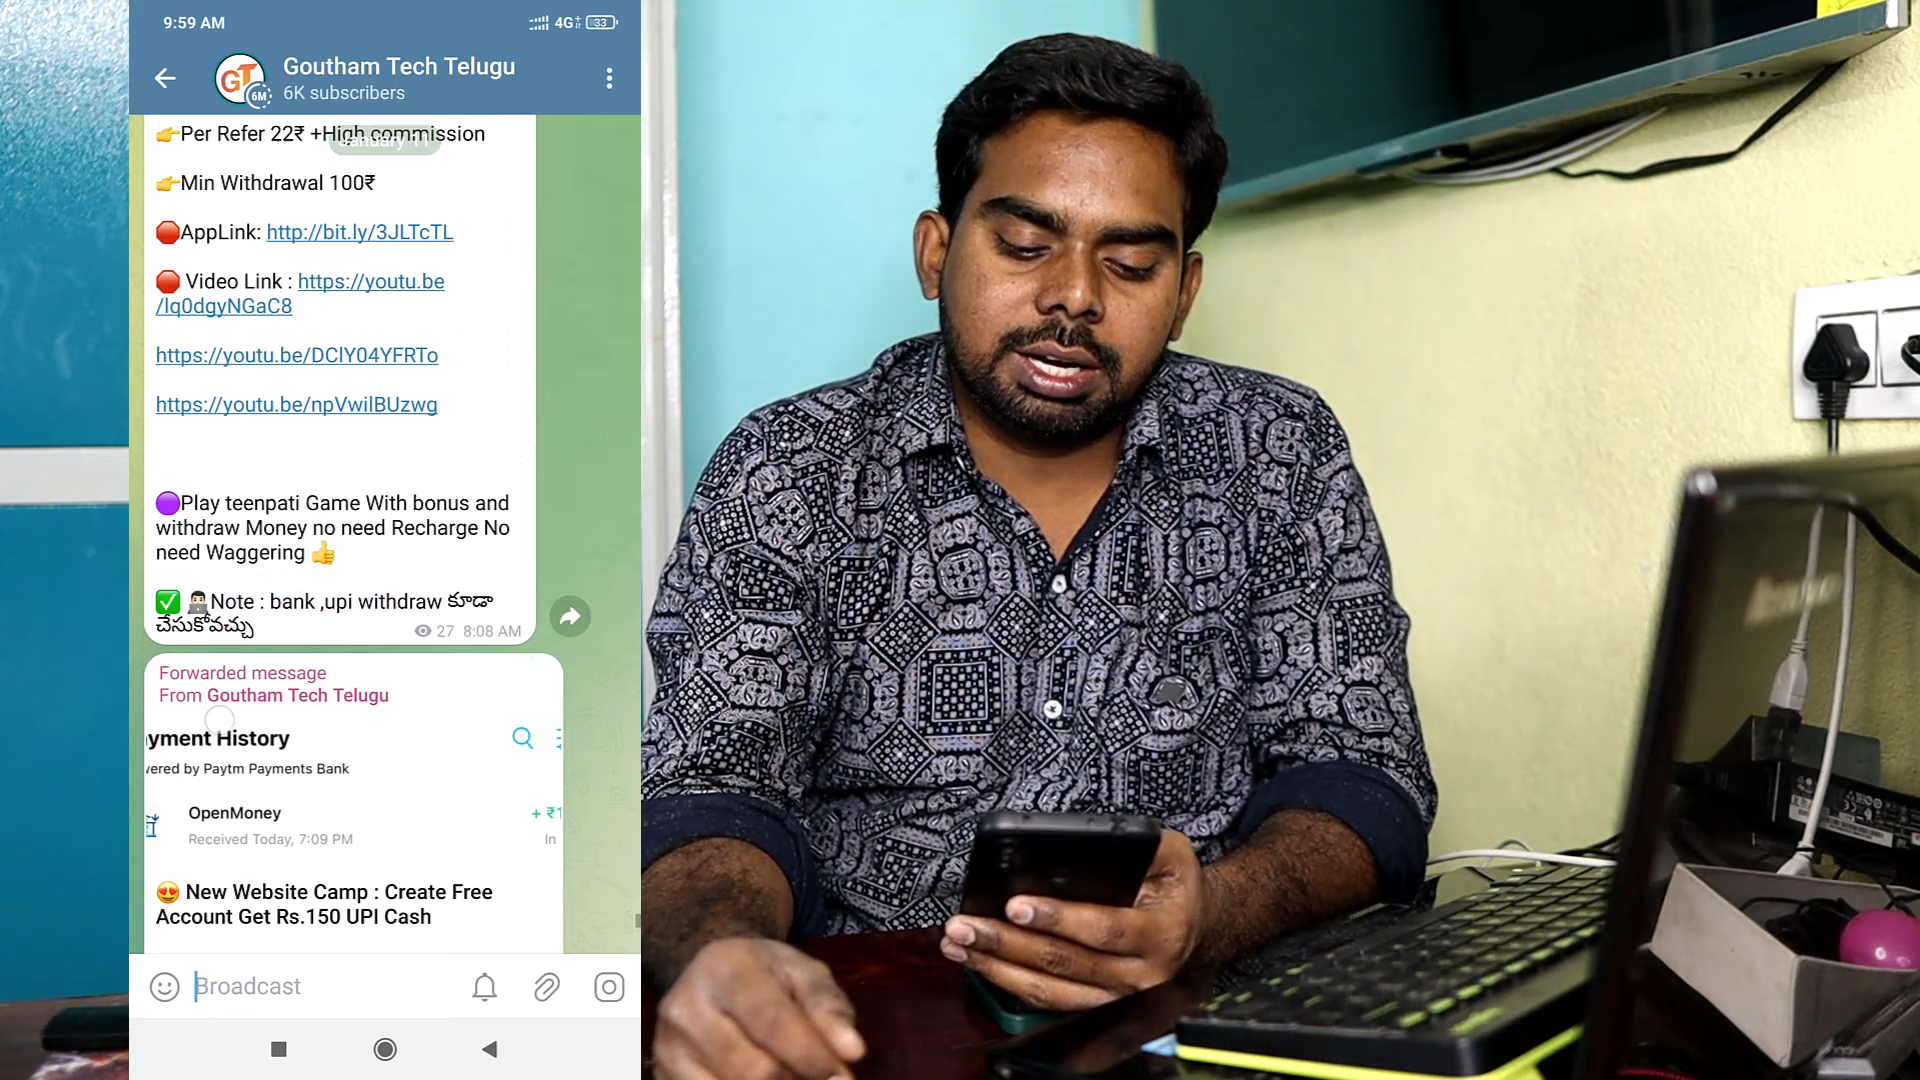 9:59 AM
4G
33
GT
6M
Goutham Tech Telugu
6K subscribers
👉Per Refer 22₹ +High commission
January 11
👉Min Withdrawal 100₹
🛑AppLink: http://bit.ly/3JLTcTL
🛑 Video Link : https://youtu.be
/lq0dgyNGaC8
https://youtu.be/DClY04YFRTo
https://youtu.be/npVwilBUzwg
🟣Play teenpati Game With bonus and
withdraw Money no need Recharge No
need Waggering 👍
✅ 👨🏻‍💻Note : bank ,upi withdraw కూడా
చేసుకోవచ్చు
27 8:08 AM
Forwarded message
From Goutham Tech Telugu
yment History
ered by Paytm Payments Bank
OpenMoney
+ ₹1
Received Today, 7:09 PM
In
😍 New Website Camp : Create Free
Account Get Rs.150 UPI Cash
Broadcast